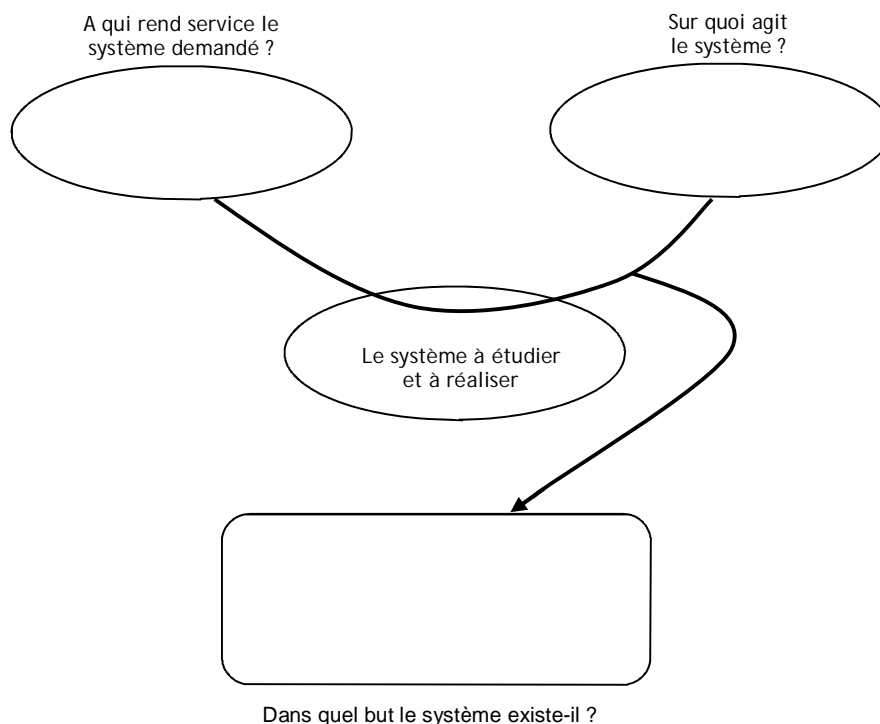 A qui rend service le
système demandé ?
Sur quoi agit
le système ?
Le système à étudier
et à réaliser
Dans quel but le système existe-il ?